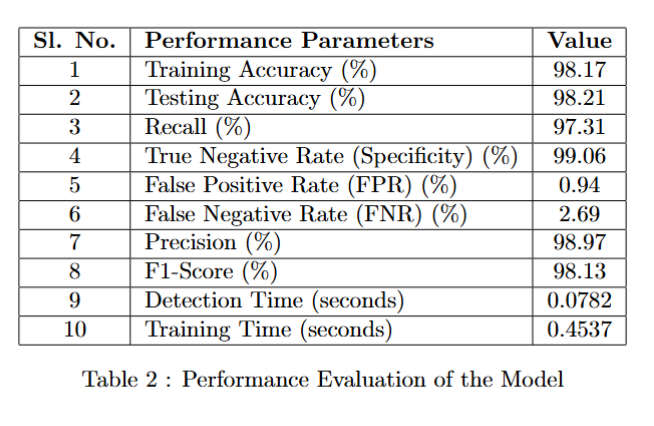 Sl. No. Performance Parameters Value
1 Training Accuracy (%) 98.17
2 Testing Accuracy (%) 98.21
3 Recall (%) 97.31
4 True Negative Rate (Specificity) (%) 99.06
5 False Positive Rate (FPR) (%) 0.94
6 False Negative Rate (FNR) (%) 2.69
7 Precision (%) 98.97
8 F1-Score (%) 98.13
9 Detection Time (seconds) 0.0782
10 Training Time (seconds) 0.4537
Table 2 : Performance Evaluation of the Model